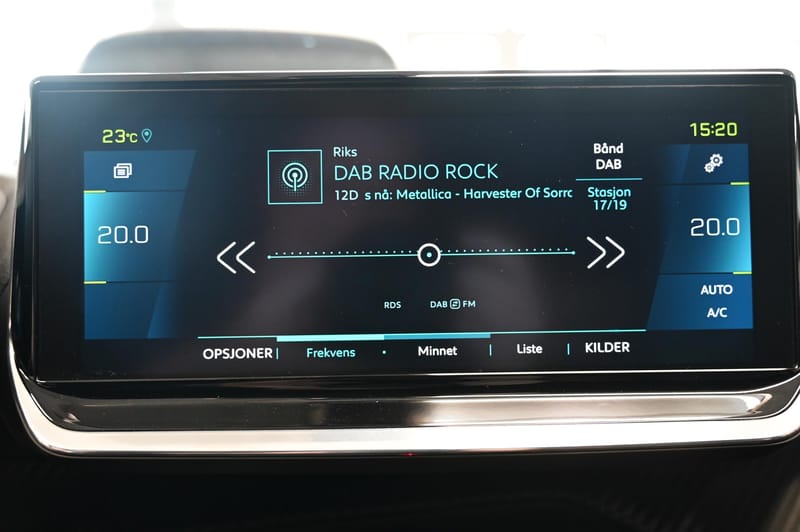 23°C
15:20
Riks
DAB RADIO ROCK
12D s nå: Metallica - Harvester Of Sorrc
Bånd
DAB
Stasjon
17/19
20.0
20.0
RDS
DAB FM
AUTO
A/C
OPSJONER
Frekvens
Minnet
Liste
KILDER